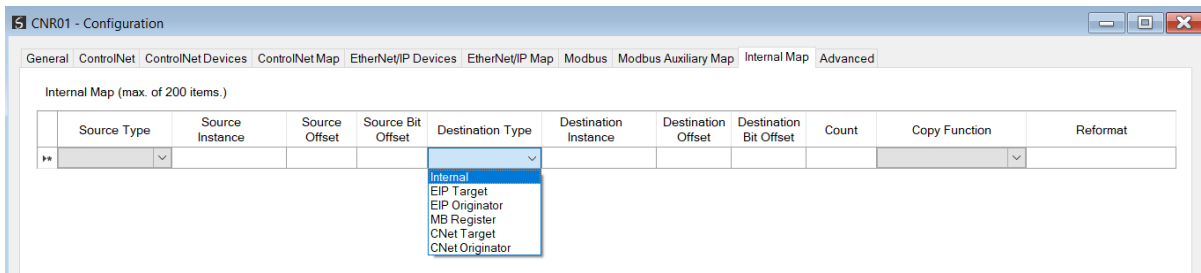 CNR01 - Configuration
General ControlNet ControlNet Devices ControlNet Map EtherNet/IP Devices EtherNet/IP Map Modbus Modbus Auxiliary Map Internal Map Advanced
Internal Map (max. of 200 items.)
Source Type Source Instance Source Offset Source Bit Offset Destination Type Destination Instance Destination Offset Destination Bit Offset Count Copy Function Reformat
Internal
EIP Target
EIP Originator
MB Register
CNet Target
CNet Originator